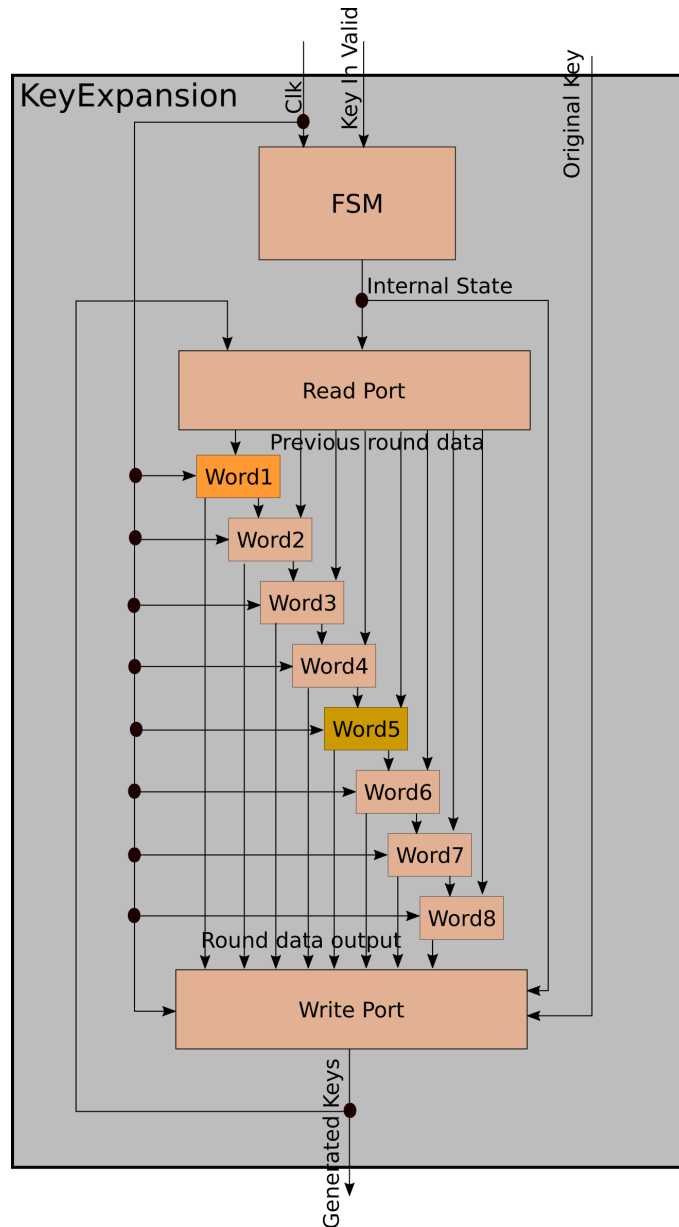 Clk
Key In Valid
Original Key
KeyExpansion
FSM
Internal State
Read Port
Previous round data
Word1
Word2
Word3
Word4
Word5
Word6
Word7
Word8
Round data output
Write Port
Generated Keys